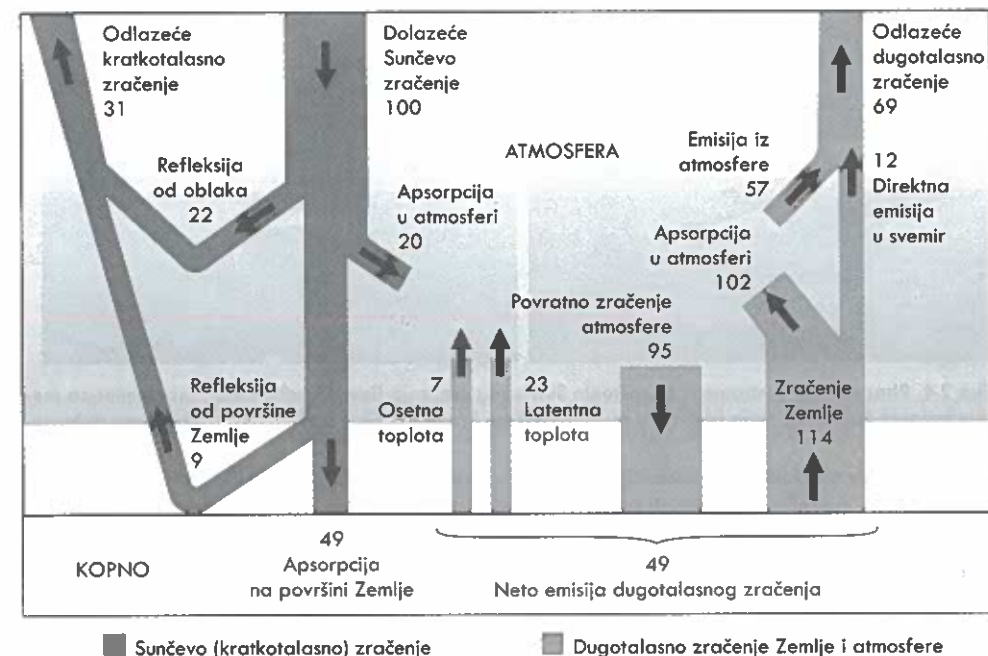 Odlazeće
kratkotalasno
zračenje
31
Dolazeće
Sunčevo
zračenje
100
Odlazeće
dugotalasno
zračenje
69
Refleksija
od oblaka
22
Apsorpcija
u atmosferi
20
ATMOSFERA
Emisija iz
atmosfere
57
12
Direktna
emisija
u svemir
Apsorpcija
u atmosferi
102
Povratno zračenje
atmosfere
95
Refleksija
od površine
Zemlje
9
7
Osetna
toplota
23
Latentna
toplota
Zračenje
Zemlje
114
KOPNO
49
Apsorpcija
na površini Zemlje
49
Neto emisija dugotalasnog zračenja
Sunčevo (kratkotalasno) zračenje
Dugotalasno zračenje Zemlje i atmosfere